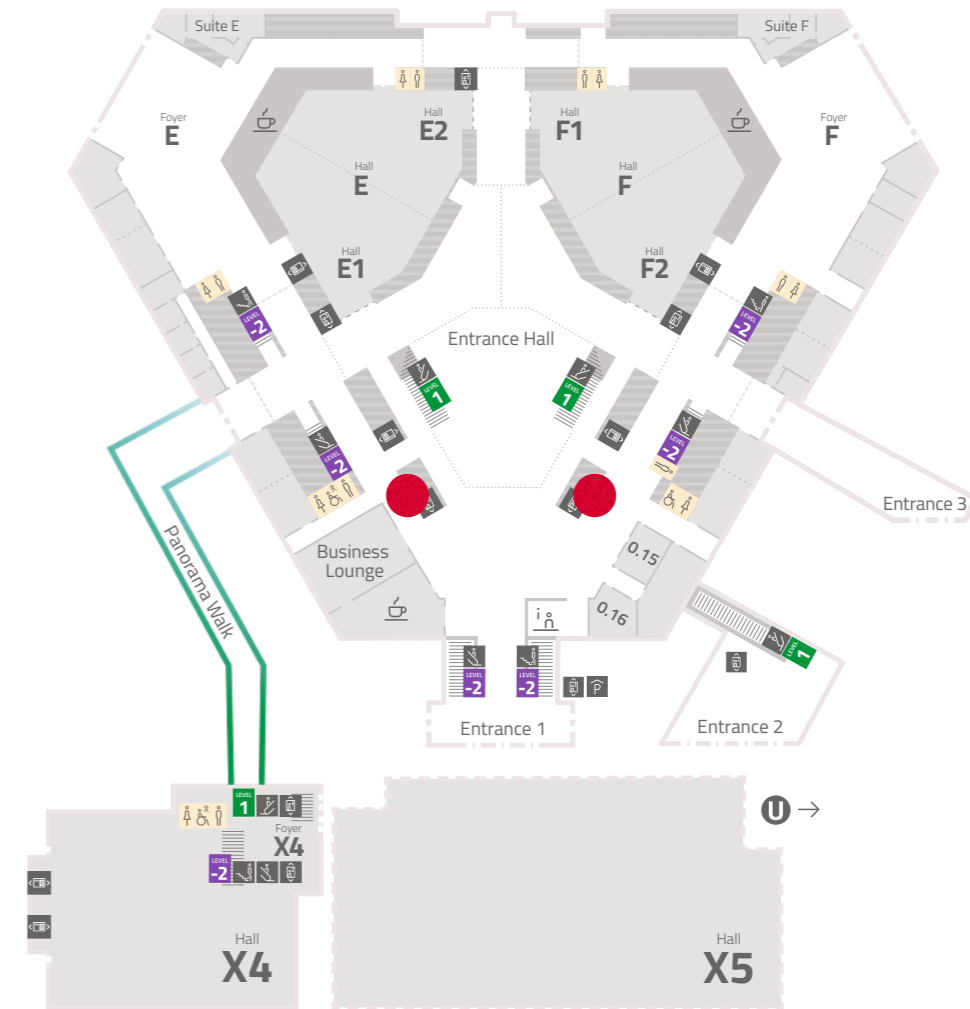 Suite E
Suite F
Hall
E2
Hall
F1
Foyer
E
Foyer
F
Hall
E
Hall
F
Hall
E1
Hall
F2
LEVEL
-2
LEVEL
-2
Entrance Hall
LEVEL
1
LEVEL
1
LEVEL
-2
LEVEL
-2
Entrance 3
Panorama Walk
Business
Lounge
0.15
0.16
i
LEVEL
1
LEVEL
-2
LEVEL
-2
P
Entrance 1
Entrance 2
LEVEL
1
U
Foyer
X4
LEVEL
-2
Hall
X4
Hall
X5